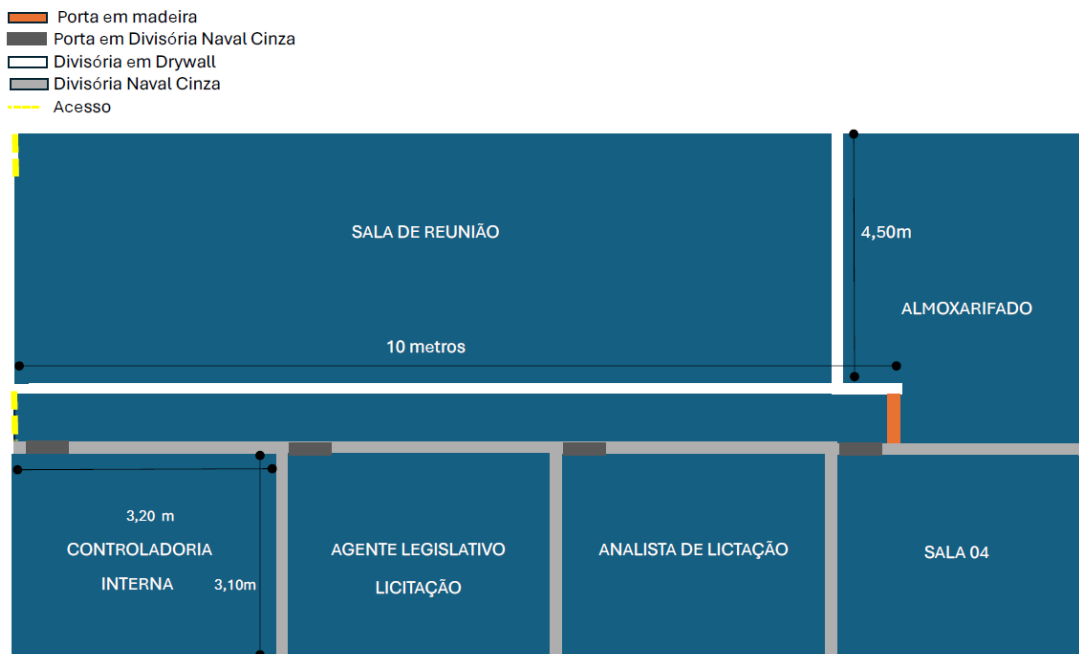 Porta em madeira
Porta em Divisória Naval Cinza
Divisória em Drywall
Divisória Naval Cinza
Acesso
SALA DE REUNIÃO
4,50m
ALMOXARIFADO
10 metros
3,20 m
CONTROLADORIA
INTERNA
3,10m
AGENTE LEGISLATIVO
LICITAÇÃO
ANALISTA DE LICTAÇÃO
SALA 04